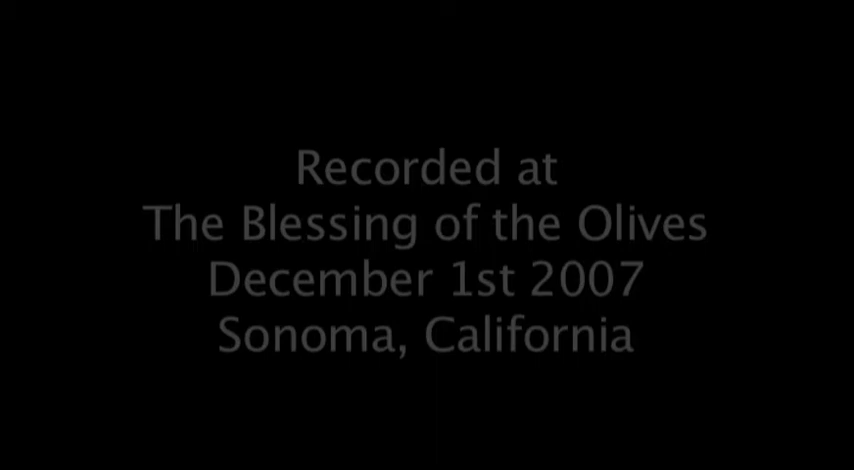 Recorded at
The Blessing of the Olives
December 1st 2007
Sonoma, California